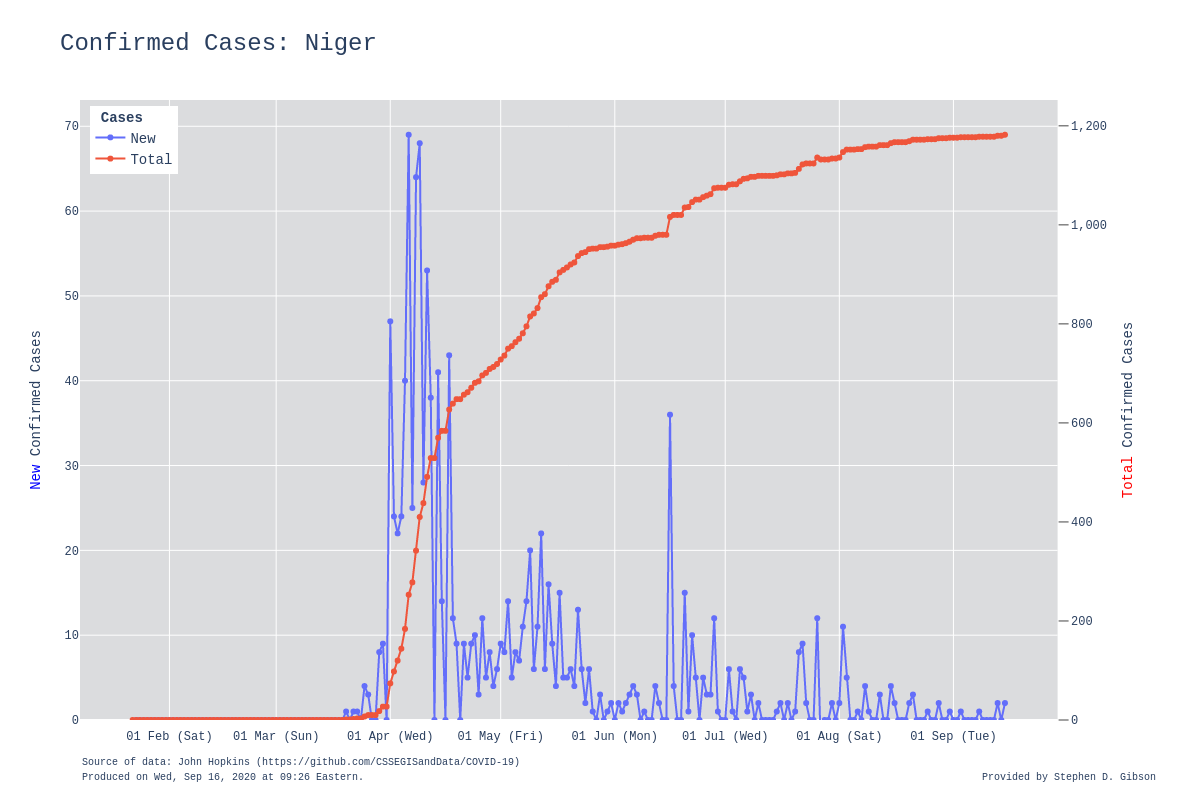 Confirmed Cases: Niger
Cases
New
Total
70
60
50
40
30
20
10
0
1,200
1,000
800
600
400
200
0
New Confirmed Cases
Total Confirmed Cases
01 Feb (Sat)
01 Mar (Sun)
01 Apr (Wed)
01 May (Fri)
01 Jun (Mon)
01 Jul (Wed)
01 Aug (Sat)
01 Sep (Tue)
Source of data: John Hopkins (https://github.com/CSSEGISandData/COVID-19)
Produced on Wed, Sep 16, 2020 at 09:26 Eastern.
Provided by Stephen D. Gibson